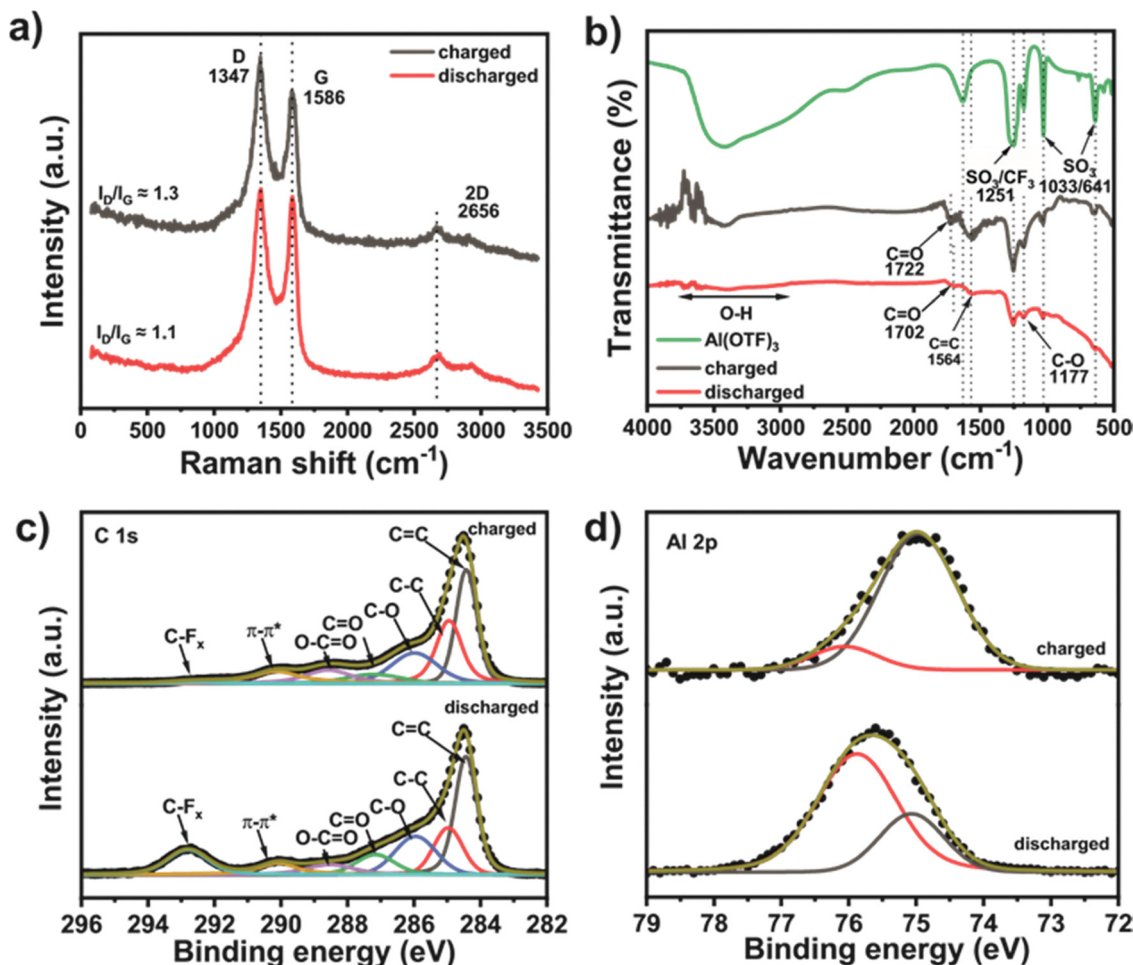 a)
D
1347
G
1586
charged
discharged
I_D/I_G ≈ 1.3
2D
2656
I_D/I_G ≈ 1.1
Intensity (a.u.)
0 500 1000 1500 2000 2500 3000 3500
Raman shift (cm⁻¹)
b)
SO₃/CF₃
1251
SO₃
1033/641
C=O
1722
O-H
C=O
1702
C=C
1564
C-O
1177
Al(OTF)₃
charged
discharged
Transmittance (%)
4000 3500 3000 2500 2000 1500 1000 500
Wavenumber (cm⁻¹)
c)
C 1s
charged
C=C
C-C
C-O
C=O
O-C=O
π-π*
C-Fₓ
discharged
C=C
C-C
C-O
C=O
O-C=O
π-π*
C-Fₓ
Intensity (a.u.)
296 294 292 290 288 286 284 282
Binding energy (eV)
d)
Al 2p
charged
discharged
Intensity (a.u.)
79 78 77 76 75 74 73 72
Binding energy (eV)